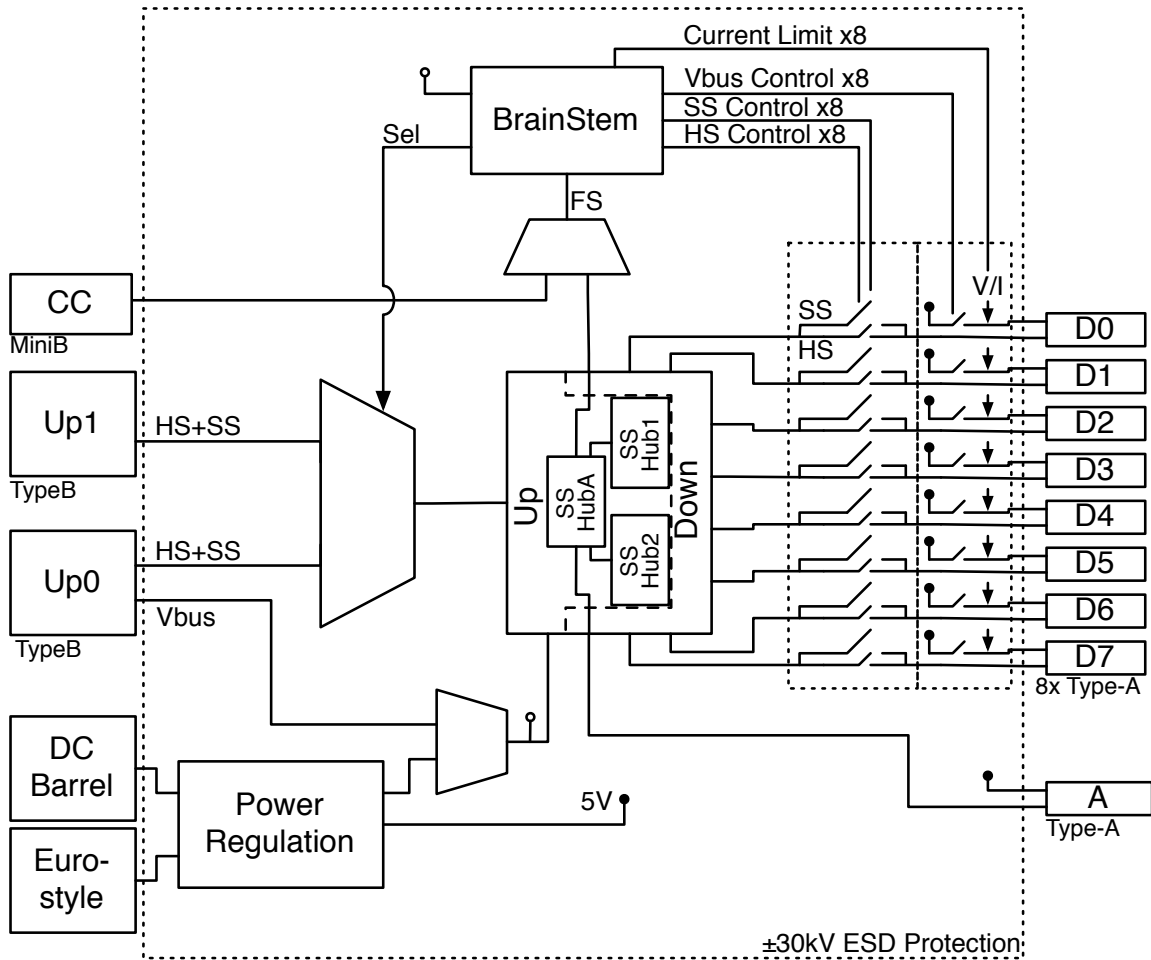 Current Limit x8
Vbus Control x8
SS Control x8
HS Control x8
BrainStem
Sel
FS
CC
MiniB
V/I
SS
HS
D0
D1
D2
D3
D4
D5
D6
D7
8x Type-A
Up1
TypeB
HS+SS
Up0
TypeB
HS+SS
Vbus
Up
SS
HubA
SS
Hub1
SS
Hub2
Down
DC
Barrel
Euro-
style
Power
Regulation
5V
A
Type-A
±30kV ESD Protection